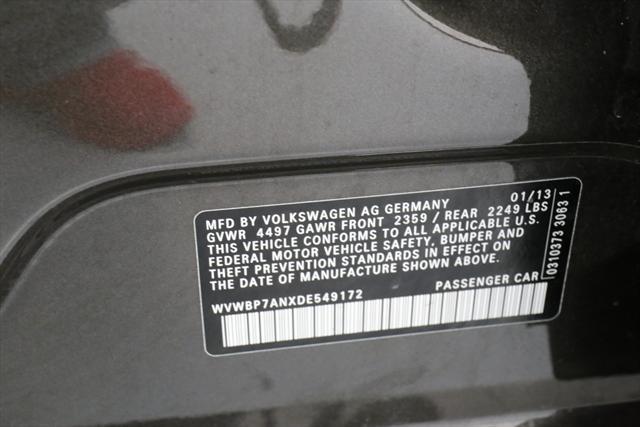 MFD BY VOLKSWAGEN AG GERMANY 01/13
GVWR 4497 GAWR FRONT 2359 / REAR 2249 LBS
THIS VEHICLE CONFORMS TO ALL APPLICABLE U.S.
FEDERAL MOTOR VEHICLE SAFETY, BUMPER AND
THEFT PREVENTION STANDARDS IN EFFECT ON
THE DATE OF MANUFACTURE SHOWN ABOVE.
WVWBP7ANXDE549172 PASSENGER CAR
0310373 3063 1